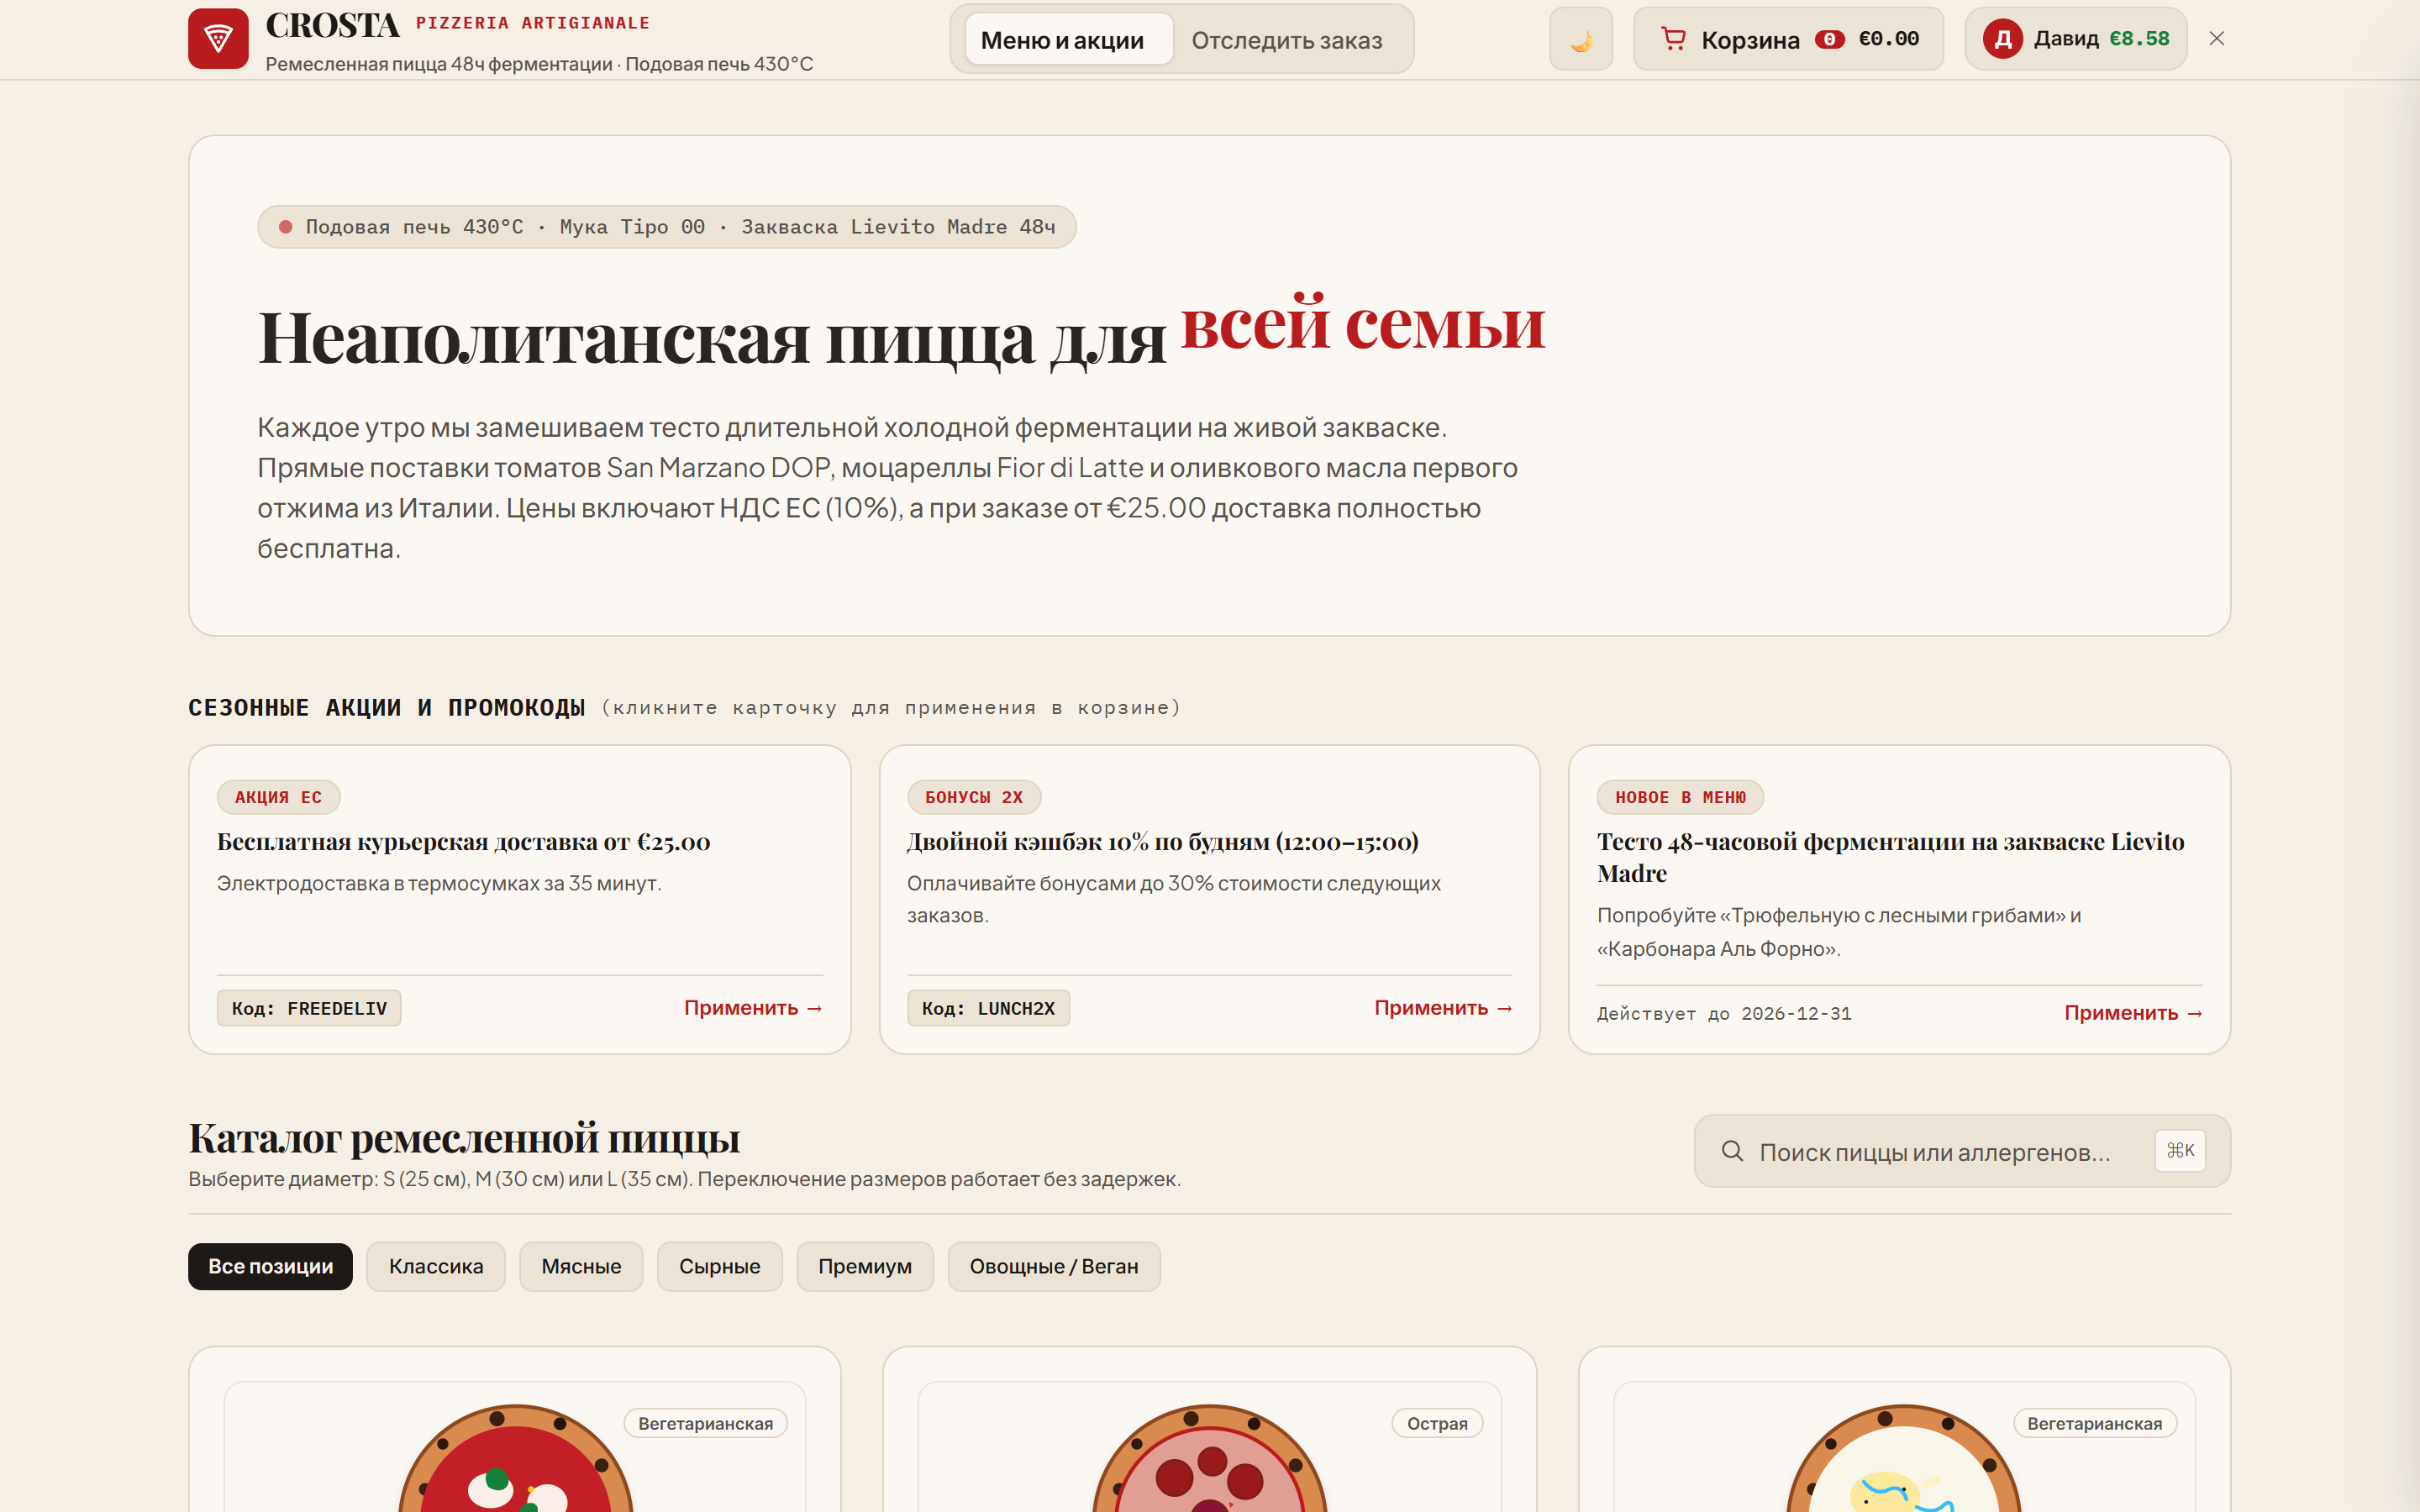 CROSTA PIZZERIA ARTIGIANALE
Ремесленная пицца 48ч ферментации · Подовая печь 430°C
Меню и акции
Отследить заказ
Корзина 0 €0.00
Д Давид €8.58
Подовая печь 430°C · Мука Tipo 00 · Закваска Lievito Madre 48ч
Неаполитанская пицца для всей семьи
Каждое утро мы замешиваем тесто длительной холодной ферментации на живой закваске.
Прямые поставки томатов San Marzano DOP, моцареллы Fior di Latte и оливкового масла первого
отжима из Италии. Цены включают НДС ЕС (10%), а при заказе от €25.00 доставка полностью
бесплатна.
СЕЗОННЫЕ АКЦИИ И ПРОМОКОДЫ (кликните карточку для применения в корзине)
АКЦИЯ ЕС
Бесплатная курьерская доставка от €25.00
Электродоставка в термосумках за 35 минут.
Код: FREEDELIV
Применить →
БОНУСЫ 2X
Двойной кэшбэк 10% по будням (12:00–15:00)
Оплачивайте бонусами до 30% стоимости следующих
заказов.
Код: LUNCH2X
Применить →
НОВОЕ В МЕНЮ
Тесто 48-часовой ферментации на закваске Lievito
Madre
Попробуйте «Трюфельную с лесными грибами» и
«Карбонара Аль Форно».
Действует до 2026-12-31
Применить →
Каталог ремесленной пиццы
Выберите диаметр: S (25 см), M (30 см) или L (35 см). Переключение размеров работает без задержек.
Поиск пиццы или аллергенов...
⌘K
Все позиции
Классика
Мясные
Сырные
Премиум
Овощные / Веган
Вегетарианская
Острая
Вегетарианская